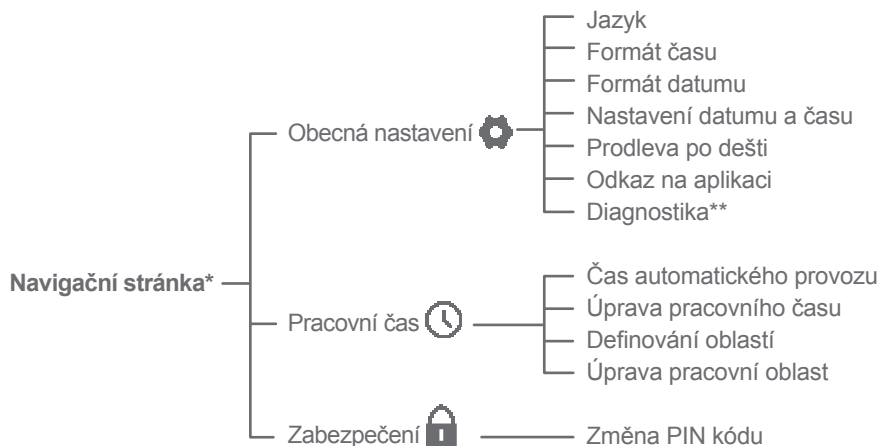 Jazyk
Formát času
Formát datumu
Obecná nastavení
Nastavení datumu a času
Prodleva po dešti
Odkaz na aplikaci
Diagnostika**
Navigační stránka*
Čas automatického provozu
Úprava pracovního času
Pracovní čas
Definování oblastí
Úprava pracovní oblast
Zabezpečení
Změna PIN kódu